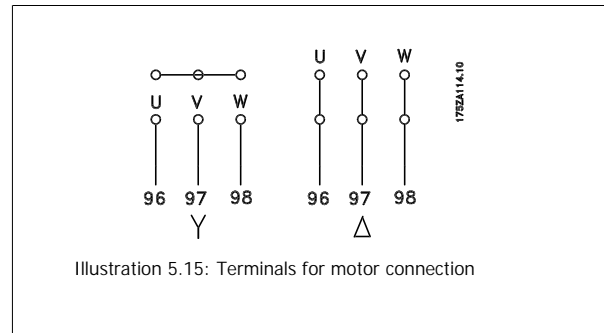 U V W
U V W
96 97 98
96 97 98
Y Δ
175ZA114.10
Illustration 5.15: Terminals for motor connection